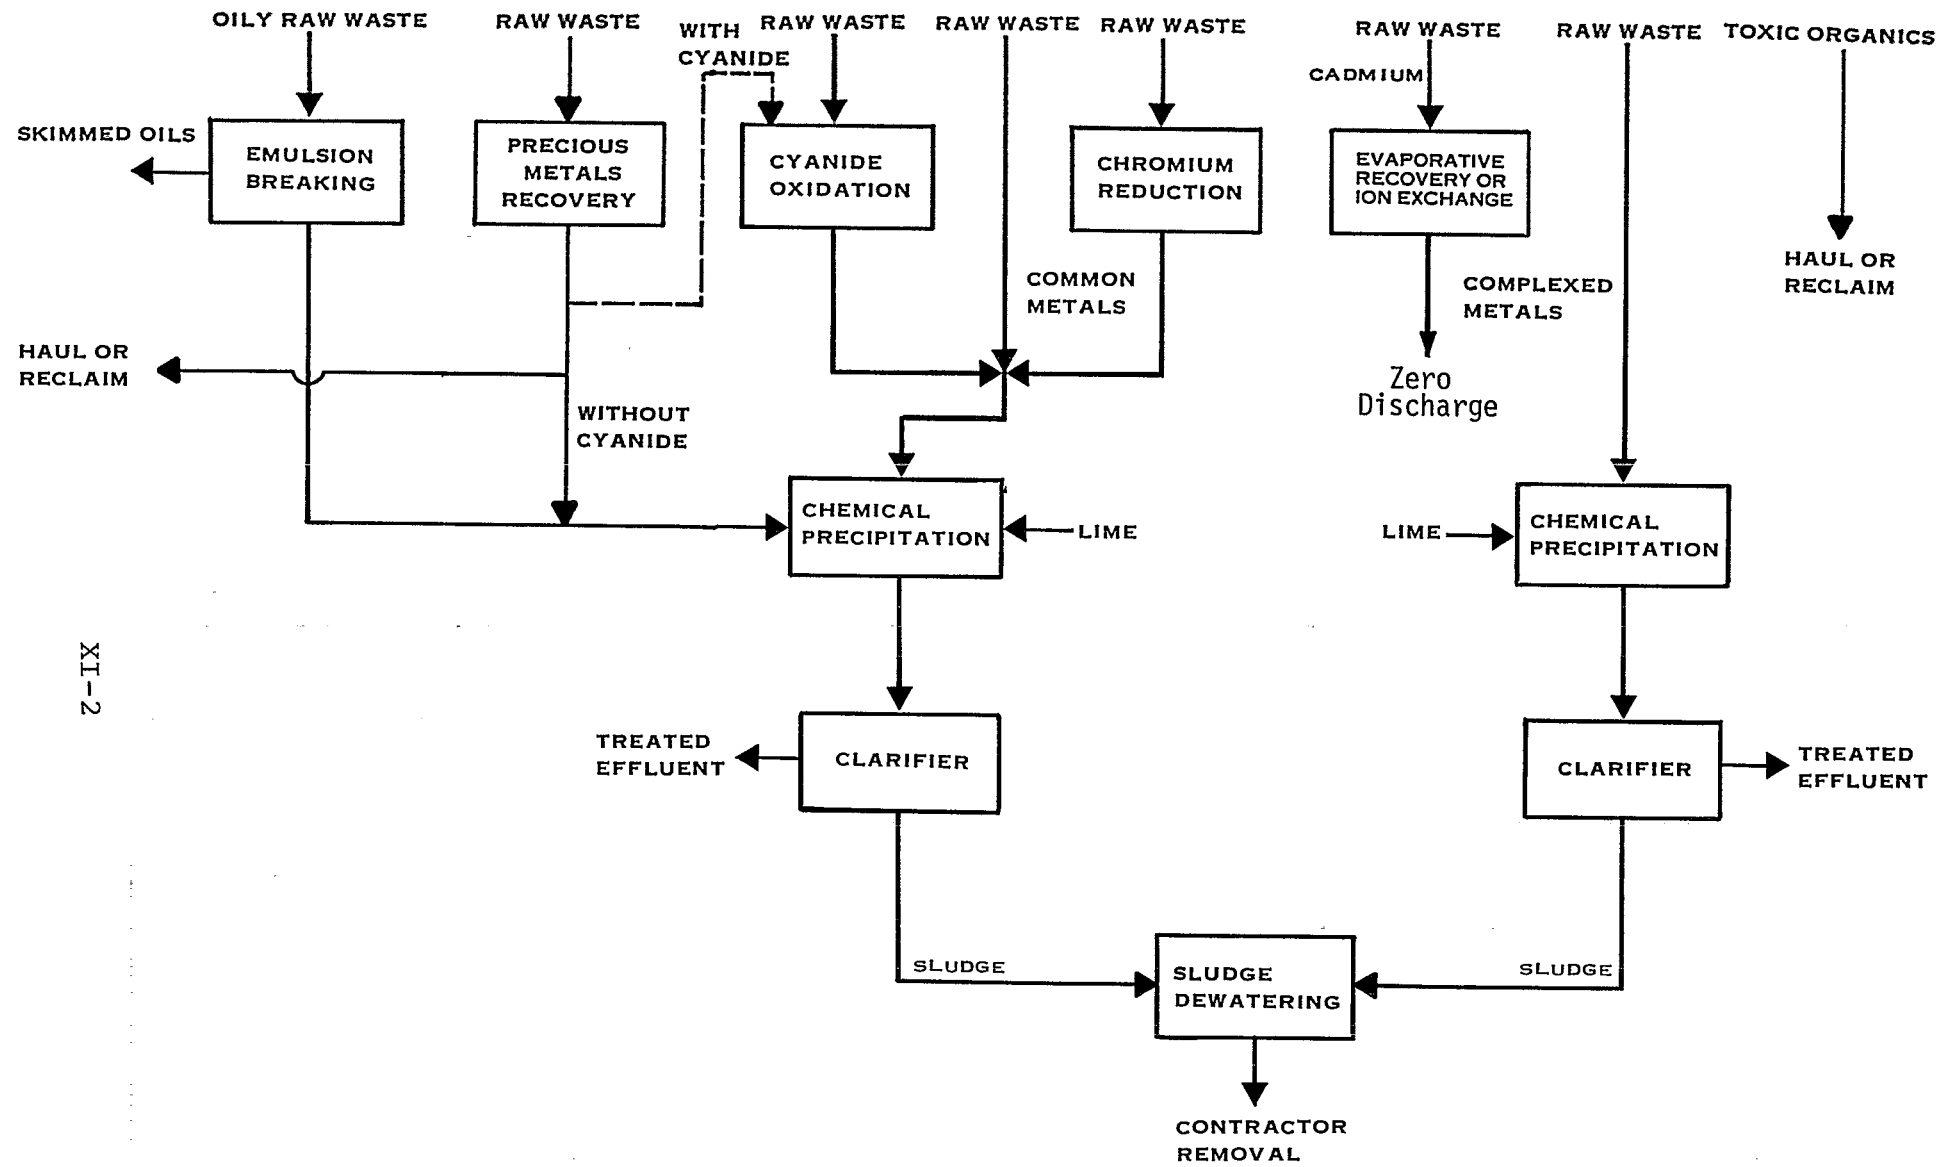 OILY RAW WASTE
RAW WASTE
WITH
CYANIDE
RAW WASTE
RAW WASTE
RAW WASTE
RAW WASTE
CADMIUM
RAW WASTE
TOXIC ORGANICS
SKIMMED OILS
EMULSION
BREAKING
PRECIOUS
METALS
RECOVERY
CYANIDE
OXIDATION
CHROMIUM
REDUCTION
EVAPORATIVE
RECOVERY OR
ION EXCHANGE
HAUL OR
RECLAIM
COMMON
METALS
COMPLEXED
METALS
HAUL OR
RECLAIM
Zero
Discharge
WITHOUT
CYANIDE
CHEMICAL
PRECIPITATION
LIME
LIME
CHEMICAL
PRECIPITATION
XI-2
TREATED
EFFLUENT
CLARIFIER
CLARIFIER
TREATED
EFFLUENT
SLUDGE
SLUDGE
DEWATERING
SLUDGE
CONTRACTOR
REMOVAL